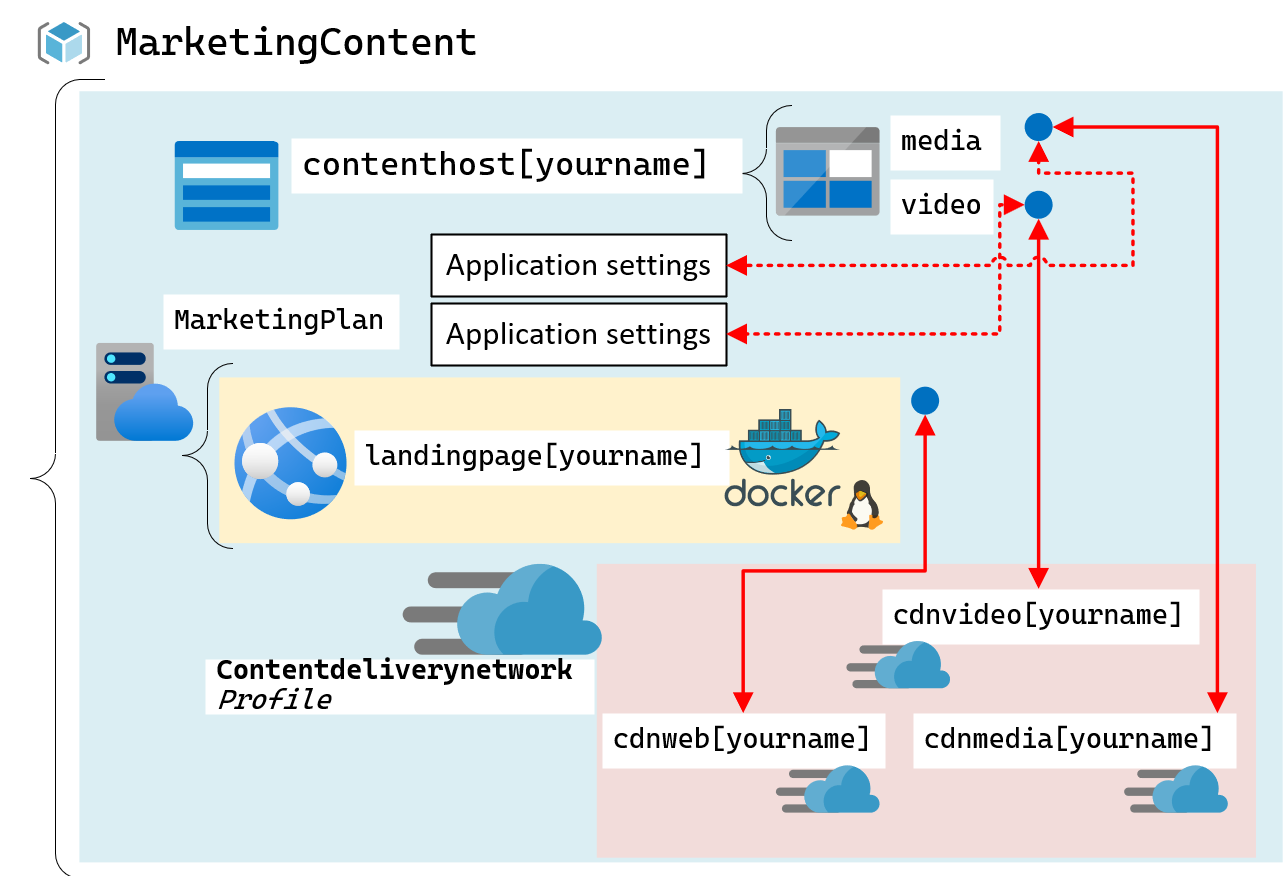 MarketingContent
contenthost[yourname]
media
video
Application settings
MarketingPlan
Application settings
landingpage[yourname]
docker
cdnvideo[yourname]
Contentdeliverynetwork
Profile
cdnweb[yourname]
cdnmedia[yourname]